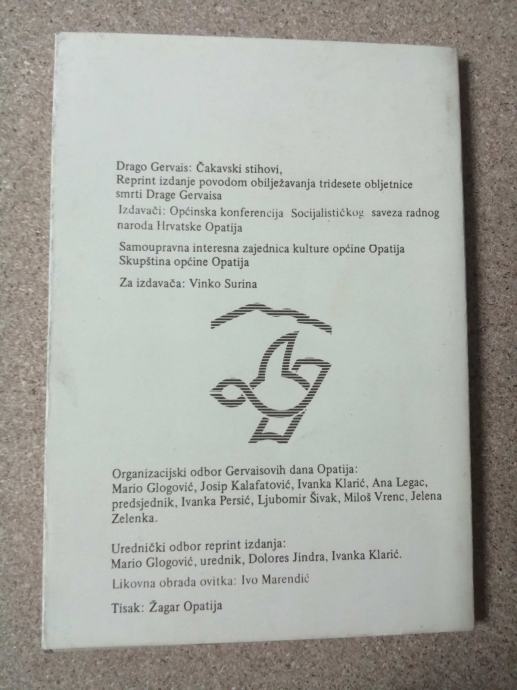 Drago Gervais: Čakavski stihovi,
Reprint izdanje povodom obilježavanja tridesete obljetnice
smrti Drage Gervaisa
Izdavači: Općinska konferencija Socijalističkog saveza radnog
naroda Hrvatske Opatija
Samoupravna interesna zajednica kulture općine Opatija
Skupština općine Opatija
Za izdavača: Vinko Surina
Organizacijski odbor Gervaisovih dana Opatija:
Mario Glogović, Josip Kalafatović, Ivanka Klarić, Ana Legac,
predsjednik, Ivanka Persić, Ljubomir Šivak, Miloš Vrenc, Jelena
Zelenka.
Urednički odbor reprint izdanja:
Mario Glogović, urednik, Dolores Jindra, Ivanka Klarić.
Likovna obrada ovitka: Ivo Marendić
Tisak: Žagar Opatija